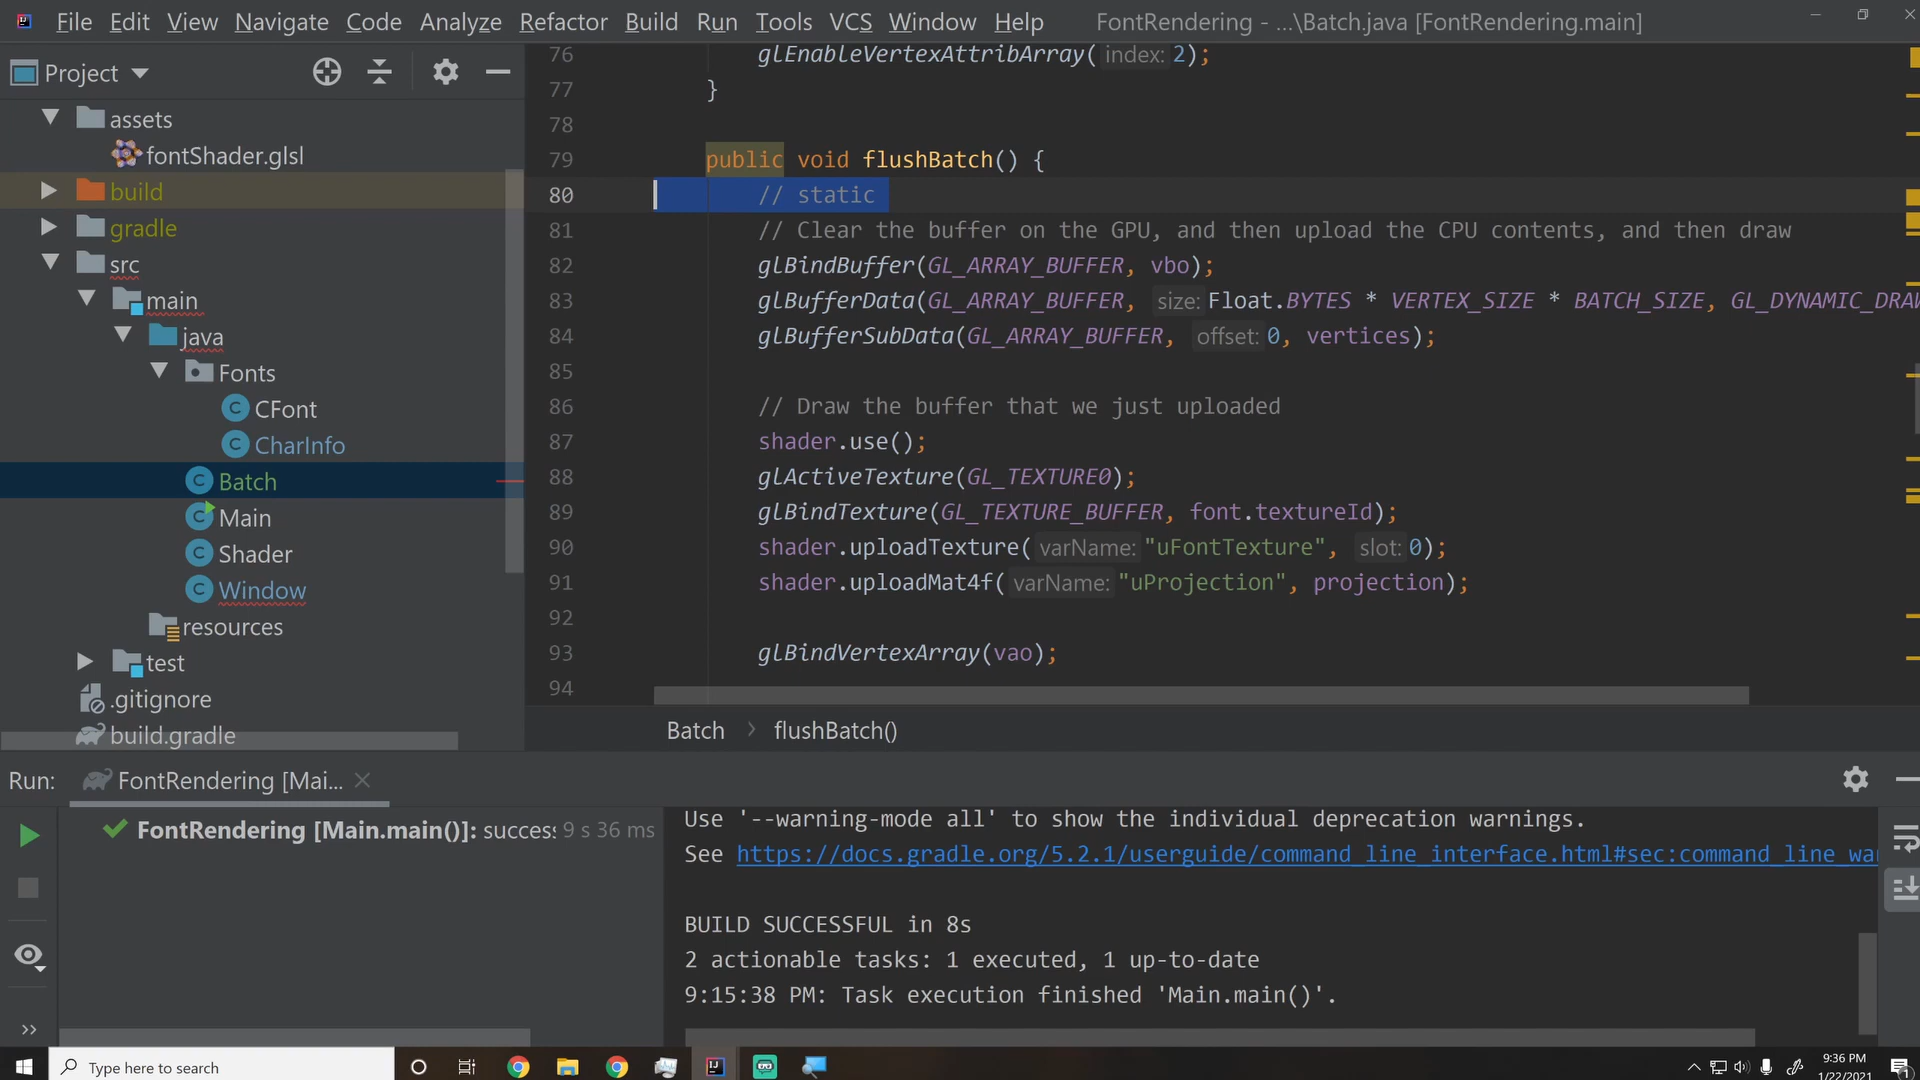 File Edit View Navigate Code Analyze Refactor Build Run Tools VCS Window Help FontRendering - ...\Batch.java [FontRendering.main]
Project
assets
fontShader.glsl
build
gradle
src
main
java
Fonts
CFont
CharInfo
Batch
Main
Shader
Window
resources
test
.gitignore
build.gradle
76 glEnableVertexAttribArray( index: 2);
77 }
78
79 public void flushBatch() {
80 // static
81 // Clear the buffer on the GPU, and then upload the CPU contents, and then draw
82 glBindBuffer(GL_ARRAY_BUFFER, vbo);
83 glBufferData(GL_ARRAY_BUFFER, size: Float.BYTES * VERTEX_SIZE * BATCH_SIZE, GL_DYNAMIC_DRAW
84 glBufferSubData(GL_ARRAY_BUFFER, offset: 0, vertices);
85
86 // Draw the buffer that we just uploaded
87 shader.use();
88 glActiveTexture(GL_TEXTURE0);
89 glBindTexture(GL_TEXTURE_BUFFER, font.textureId);
90 shader.uploadTexture( varName: "uFontTexture", slot: 0);
91 shader.uploadMat4f( varName: "uProjection", projection);
92
93 glBindVertexArray(vao);
94
Batch > flushBatch()
Run: FontRendering [Mai...
FontRendering [Main.main()]: success 9 s 36 ms
Use '--warning-mode all' to show the individual deprecation warnings.
See https://docs.gradle.org/5.2.1/userguide/command_line_interface.html#sec:command_line_wa
BUILD SUCCESSFUL in 8s
2 actionable tasks: 1 executed, 1 up-to-date
9:15:38 PM: Task execution finished 'Main.main()'.
Type here to search
9:36 PM
1/22/2021